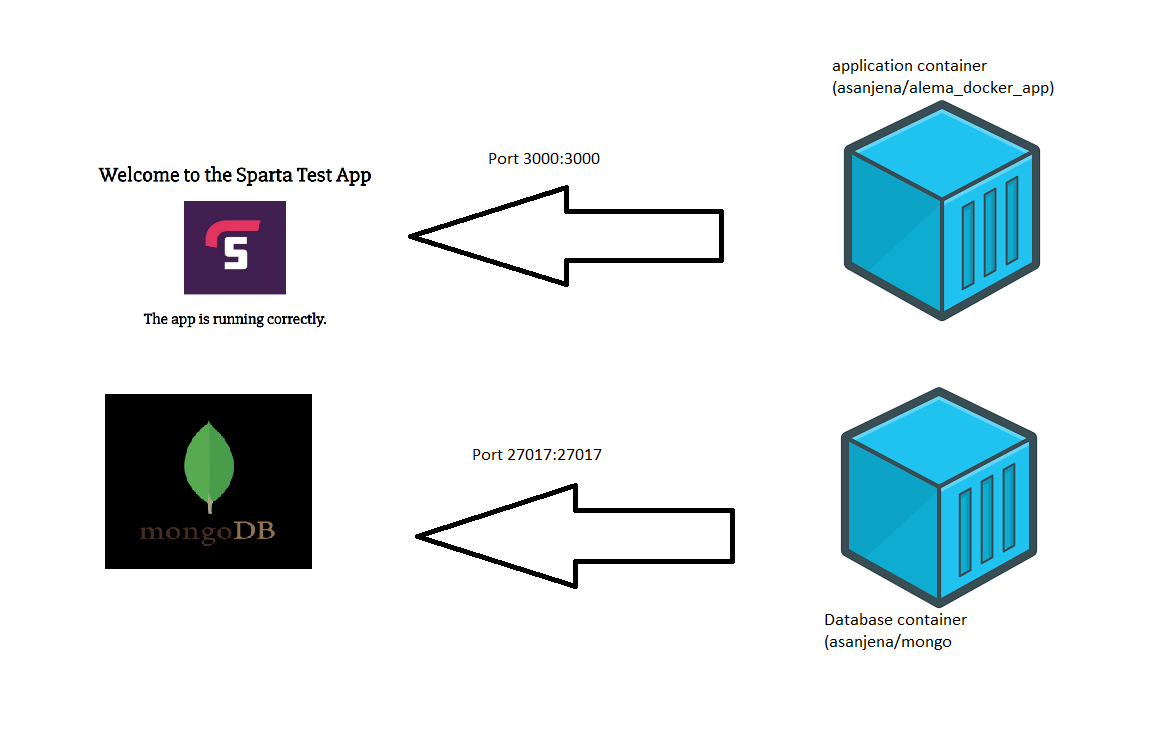 application container
(asanjena/alema_docker_app)
Port 3000:3000
Welcome to the Sparta Test App
S
The app is running correctly.
Port 27017:27017
mongoDB
Database container
(asanjena/mongo